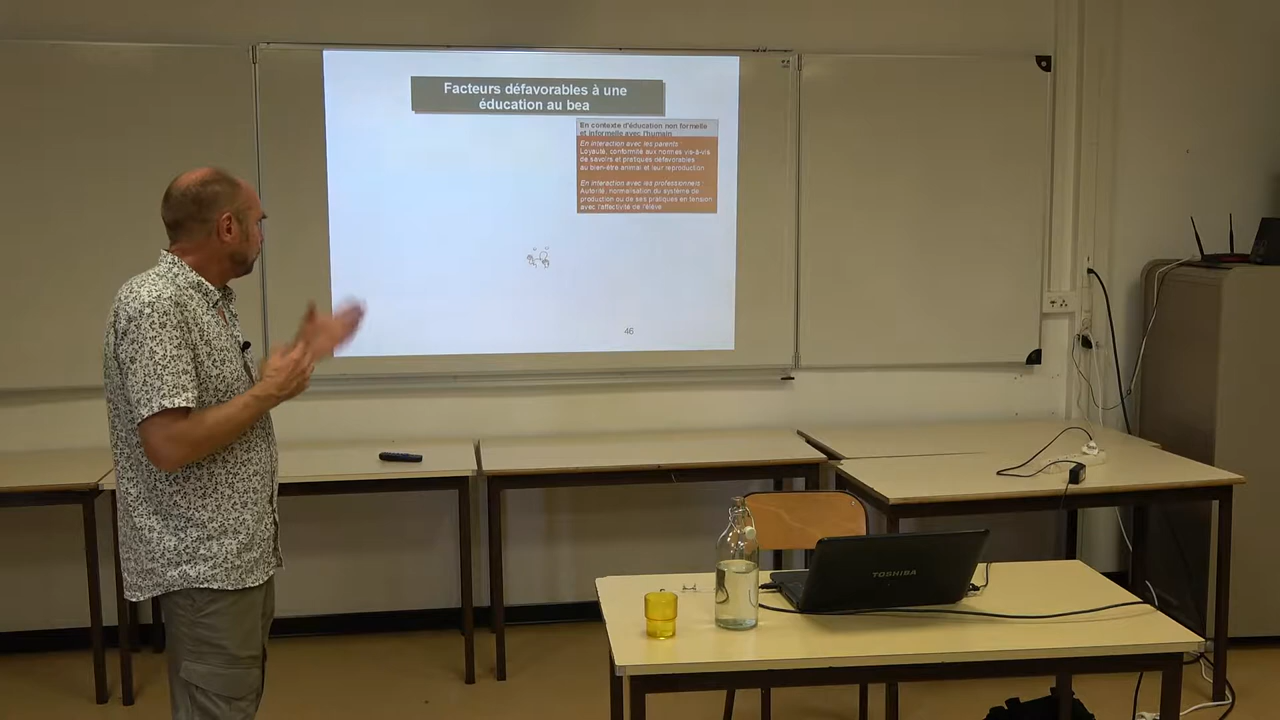 Facteurs défavorables à une
éducation au bea
En contexte d'éducation non formelle
et informelle avec l'humain
En interaction avec les parents :
Loyauté, conformité aux normes vis-à-vis
de savoirs et pratiques défavorables
au bien-être animal et leur reproduction
En interaction avec les professionnels :
Autorité, normalisation du système de
production ou de ses pratiques en tension
avec l'affectivité de l'élève
46
TOSHIBA